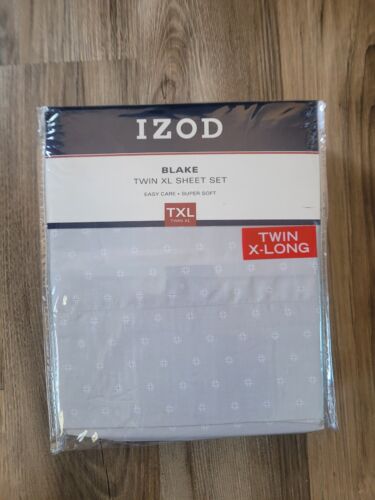 IZOD
BLAKE
TWIN XL SHEET SET
EASY CARE • SUPER SOFT
TXL
TWIN XL
TWIN
X-LONG